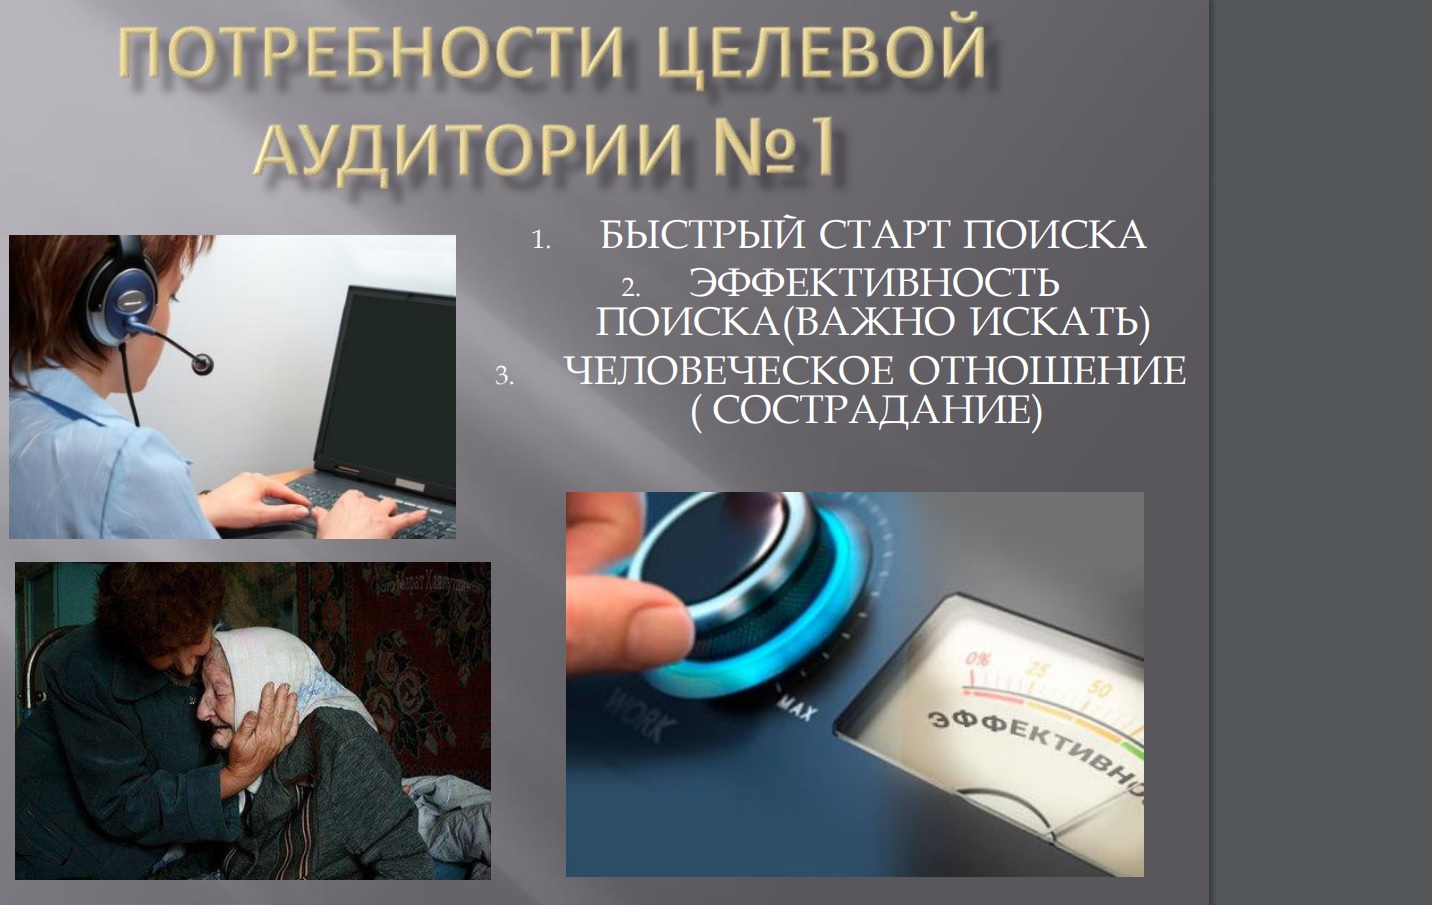 ПОТРЕБНОСТИ ЦЕЛЕВОЙ
АУДИТОРИИ №1
1. БЫСТРЫЙ СТАРТ ПОИСКА
2. ЭФФЕКТИВНОСТЬ
ПОИСКА(ВАЖНО ИСКАТЬ)
3. ЧЕЛОВЕЧЕСКОЕ ОТНОШЕНИЕ
( СОСТРАДАНИЕ)
WORK
MAX
0% 25 50
ЭФФЕКТИВНО